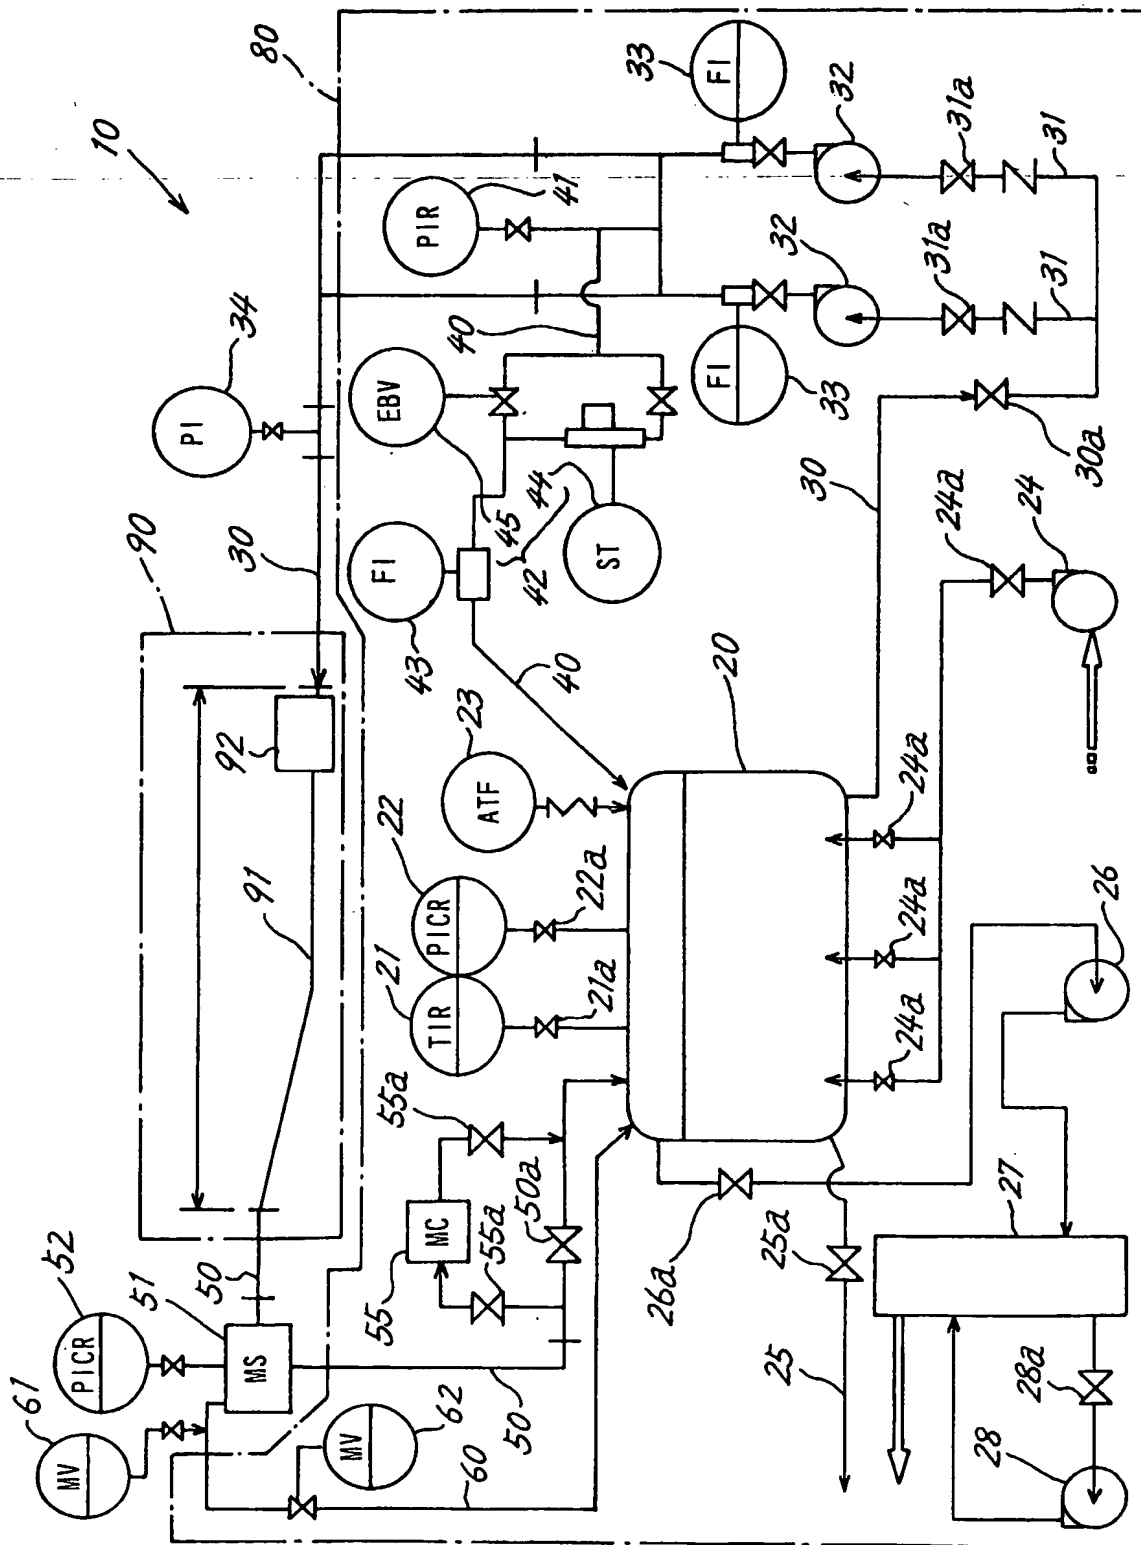 10
80
33
FI
32
31a
31
PIR
41
34
PI
40
EBV
45
44
42
ST
FI
33
32
31a
31
30
30a
90
30
92
91
FI
43
40
23
ATF
22
PICR
22a
21
TIR
21a
20
24a
24
24a
24a
24a
26
55a
MC
55
55a
50a
52
PICR
50
51
MS
61
MV
62
MV
50
60
26a
25a
25
27
28a
28